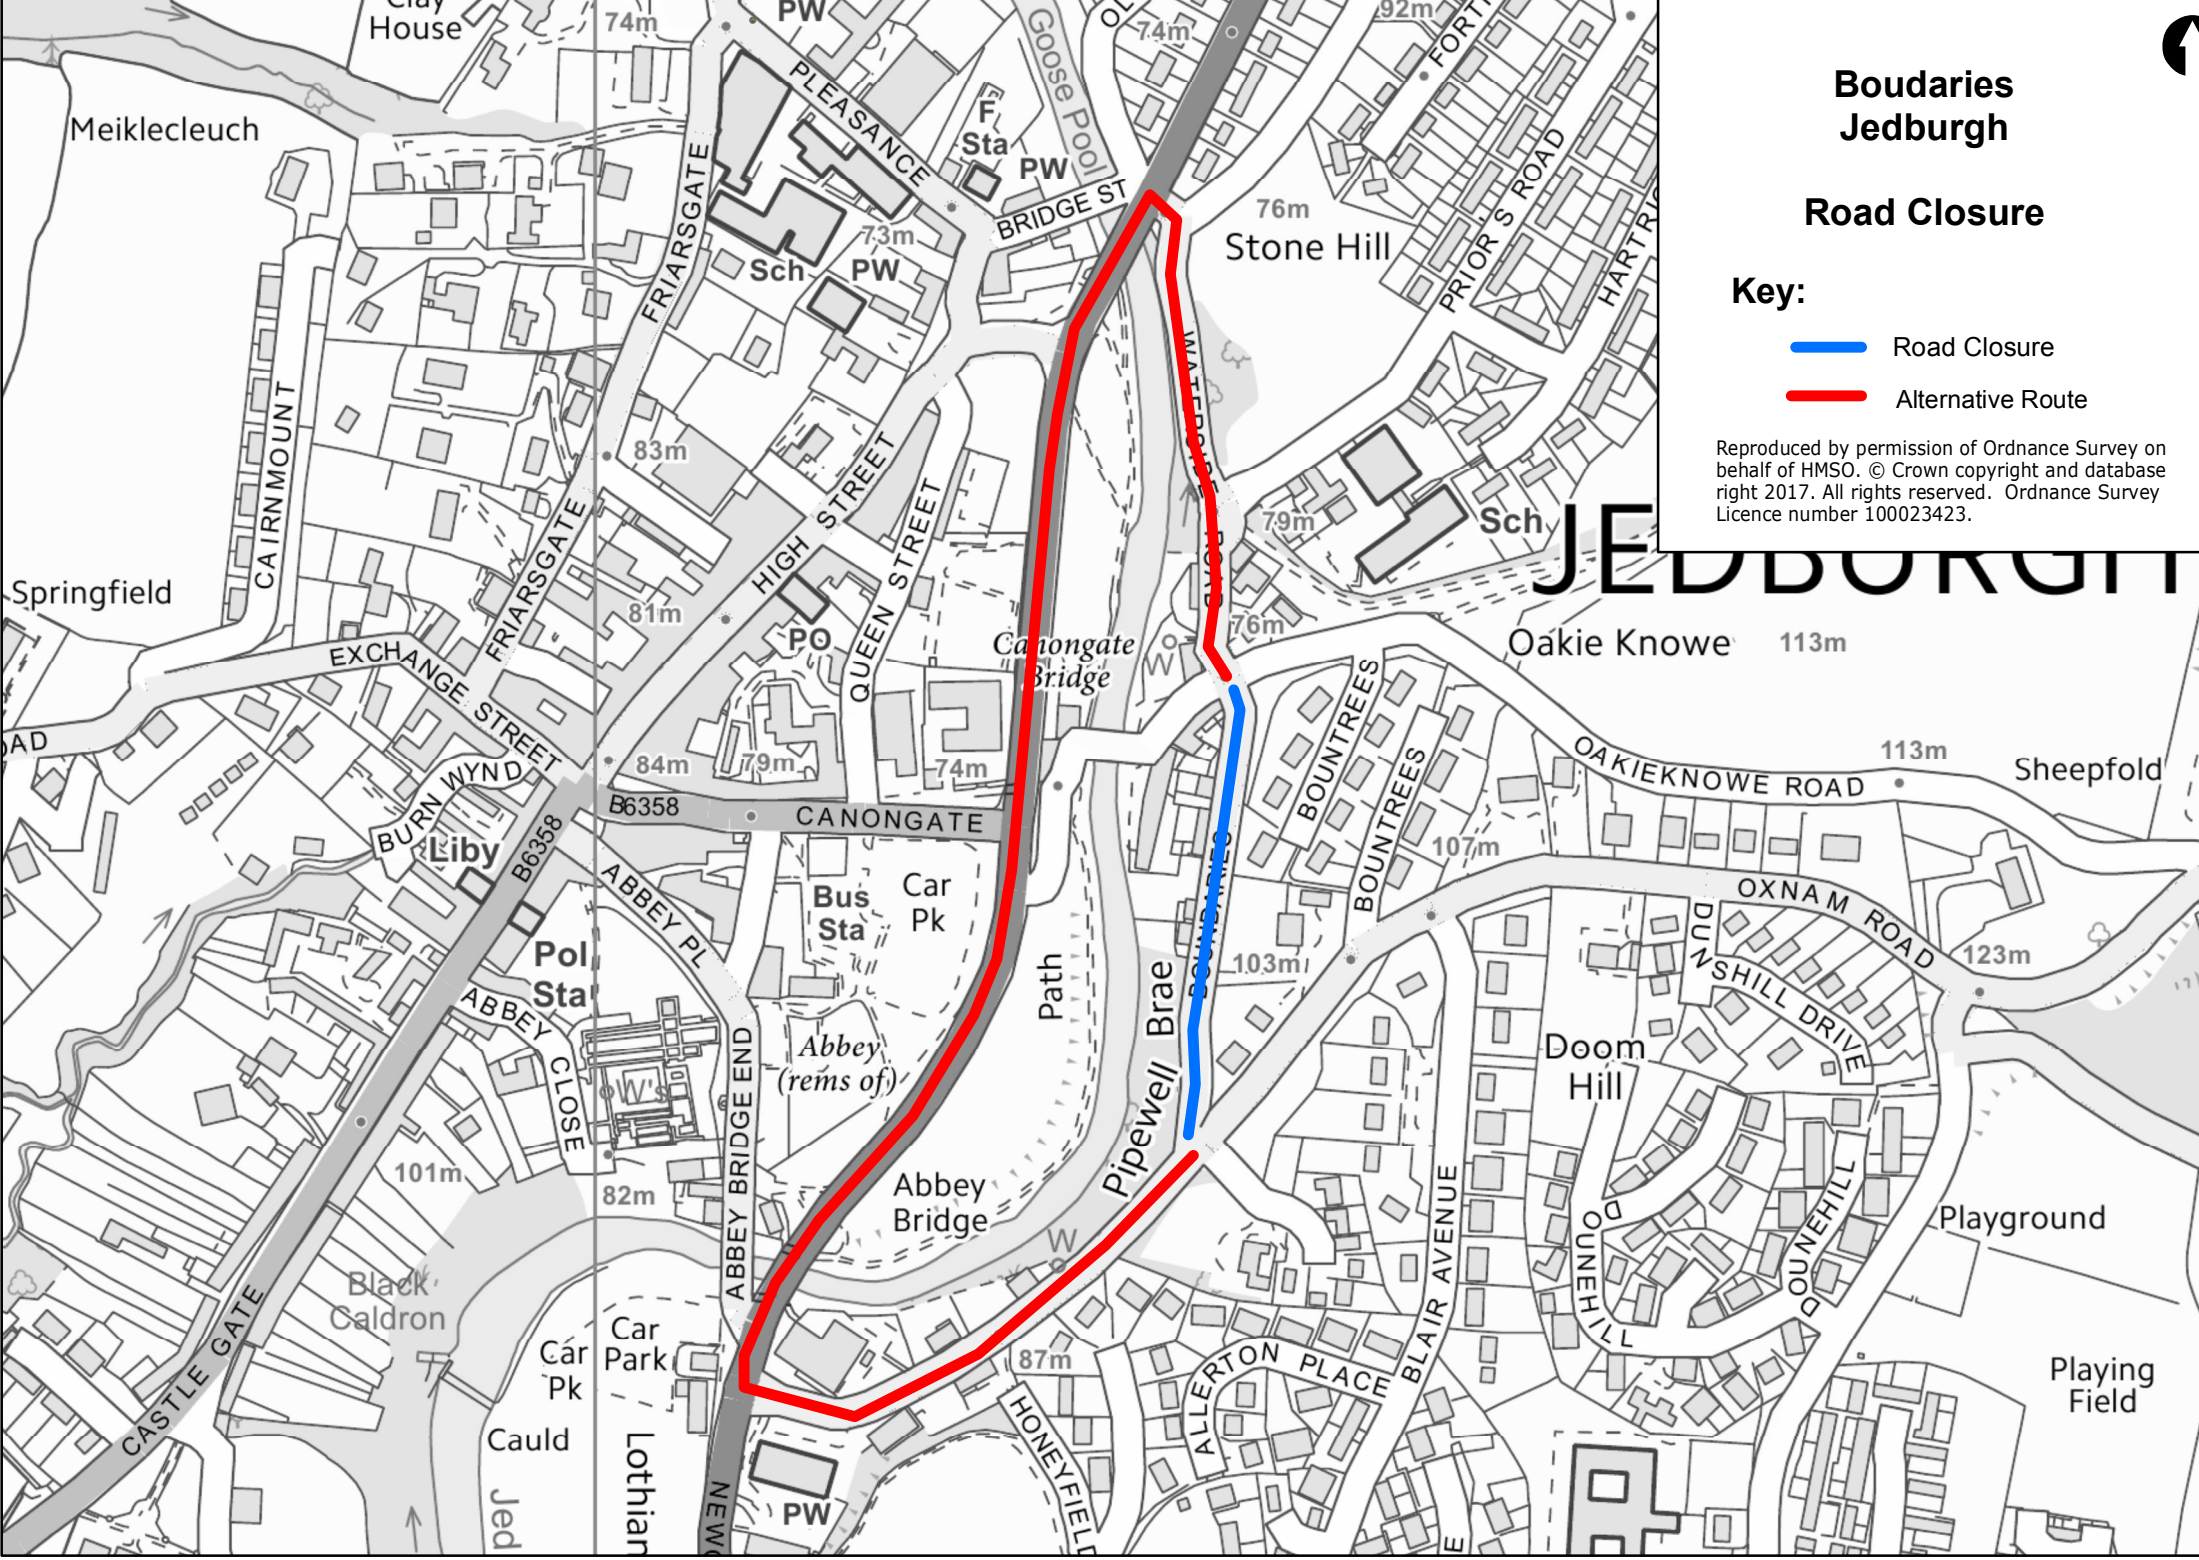 Boudaries
Jedburgh
Road Closure
Key:
Road Closure
Alternative Route
Reproduced by permission of Ordnance Survey on
behalf of HMSO. © Crown copyright and database
right 2017. All rights reserved. Ordnance Survey
Licence number 100023423.
House
74m
PW
Goose Pool
74m
92m
Meiklecleuch
PLEASANCE
F
Sta
PW
BRIDGE ST
76m
Stone Hill
PRIOR'S ROAD
FRIARSGATE
Sch
73m
PW
WATERSIDE ROAD
CAIRNMOUNT
83m
HIGH STREET
QUEEN STREET
79m
Sch
JEDBURGH
Springfield
FRIARSGATE
81m
PO
Canongate
Bridge
W
76m
Oakie Knowe
113m
EXCHANGE STREET
BOUNTREES
BOUNTREES
OAKIEKNOWE ROAD
113m
Sheepfold
BURN WYND
84m
79m
74m
B6358
CANONGATE
Liby
B6358
ABBEY PL
Bus
Sta
Car
Pk
BOUNDARIES
107m
OXNAM ROAD
123m
Pol
Sta
ABBEY CLOSE
Path
103m
DUNSHILL DRIVE
Abbey
(rems of)
W's
Pipewell Brae
Doom
Hill
ABBEY BRIDGE END
101m
82m
Abbey
Bridge
W
BLAIR AVENUE
DOUNEHILL
DOUNEHILL
Playground
Black
Caldron
CASTLE GATE
Car
Pk
Car
Park
87m
ALLERTON PLACE
Playing
Field
Cauld
Jed
Lothian
PW
HONEYFIELD